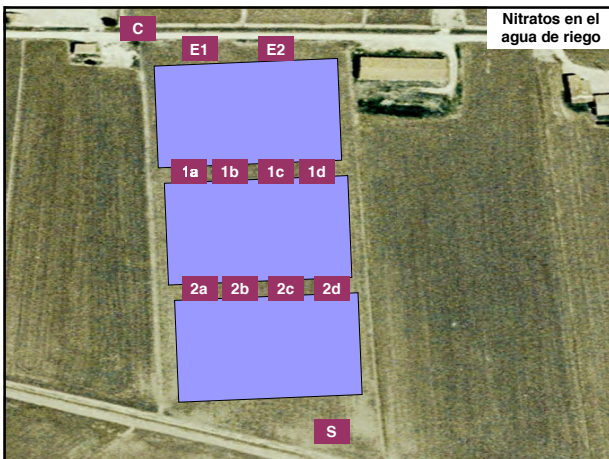 Nitratos en el
agua de riego
C
E1 E2
1a 1b 1c 1d
2a 2b 2c 2d
S